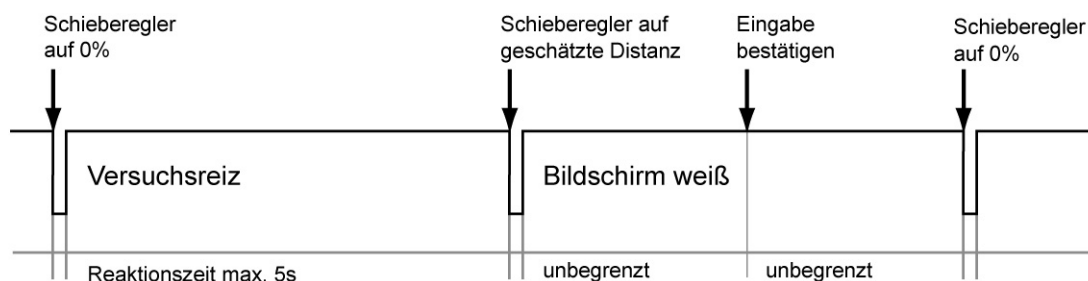 Schieberegler
auf 0%
Schieberegler auf
geschätzte Distanz
Eingabe
bestätigen
Schieberegler
auf 0%
Versuchsreiz
Bildschirm weiß
Reaktionszeit max. 5s
unbegrenzt
unbegrenzt